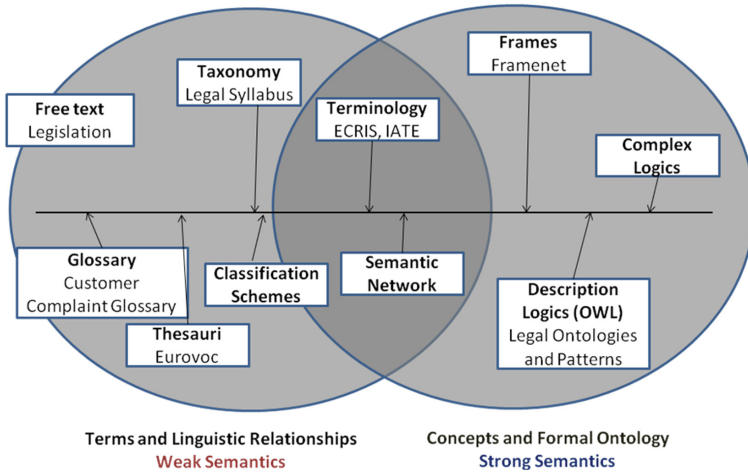 Frames
Framenet
Taxonomy
Legal Syllabus
Free text
Legislation
Terminology
ECRIS, IATE
Complex
Logics
Glossary
Customer
Complaint Glossary
Classification
Schemes
Semantic
Network
Description
Logics (OWL)
Legal Ontologies
and Patterns
Thesauri
Eurovoc
Terms and Linguistic Relationships
Weak Semantics
Concepts and Formal Ontology
Strong Semantics